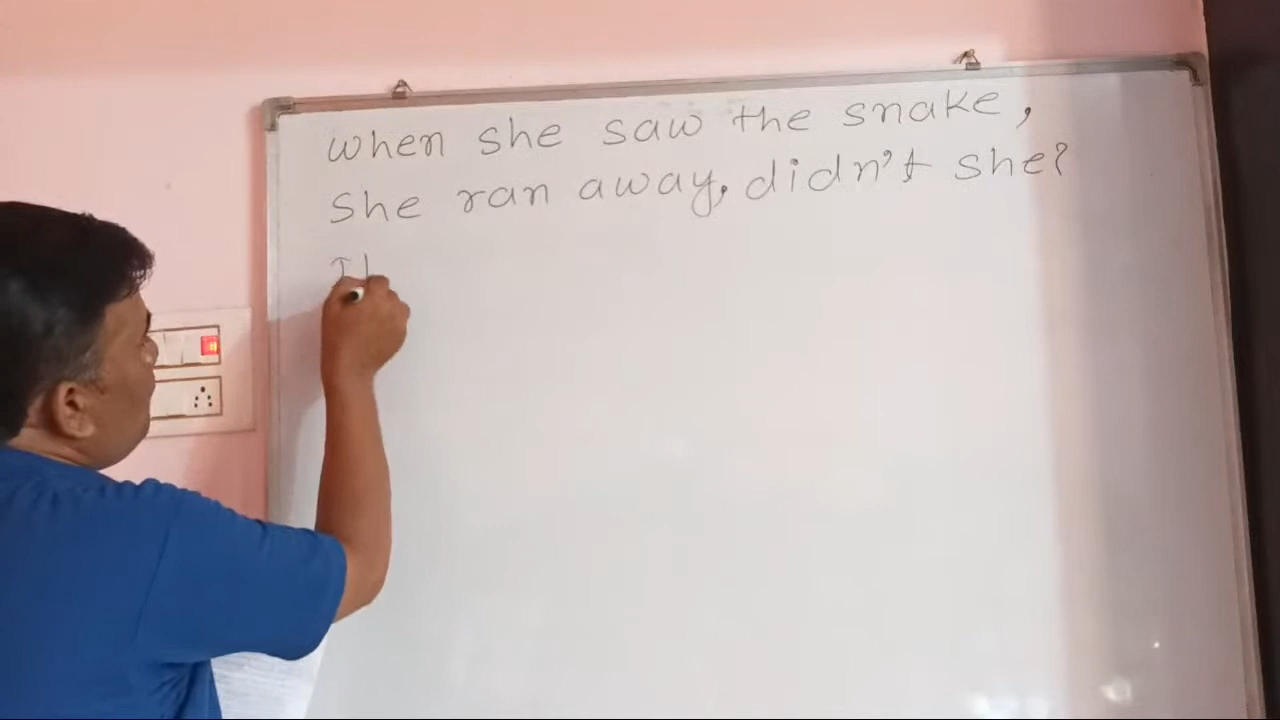 when she saw the snake,
she ran away, didn't she?